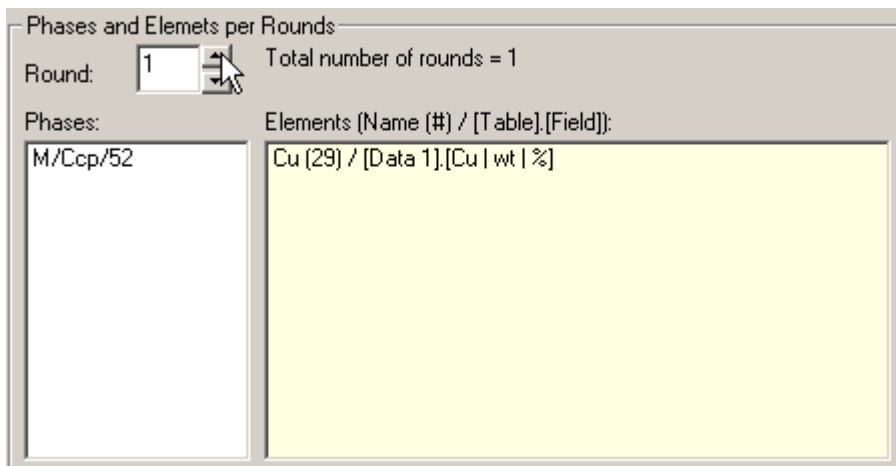 Phases and Elemets per Rounds
Round: 1 Total number of rounds = 1
Phases:
Elements (Name (#) / [Table].[Field]):
M/Ccp/52
Cu (29) / [Data 1].[Cu | wt | %]